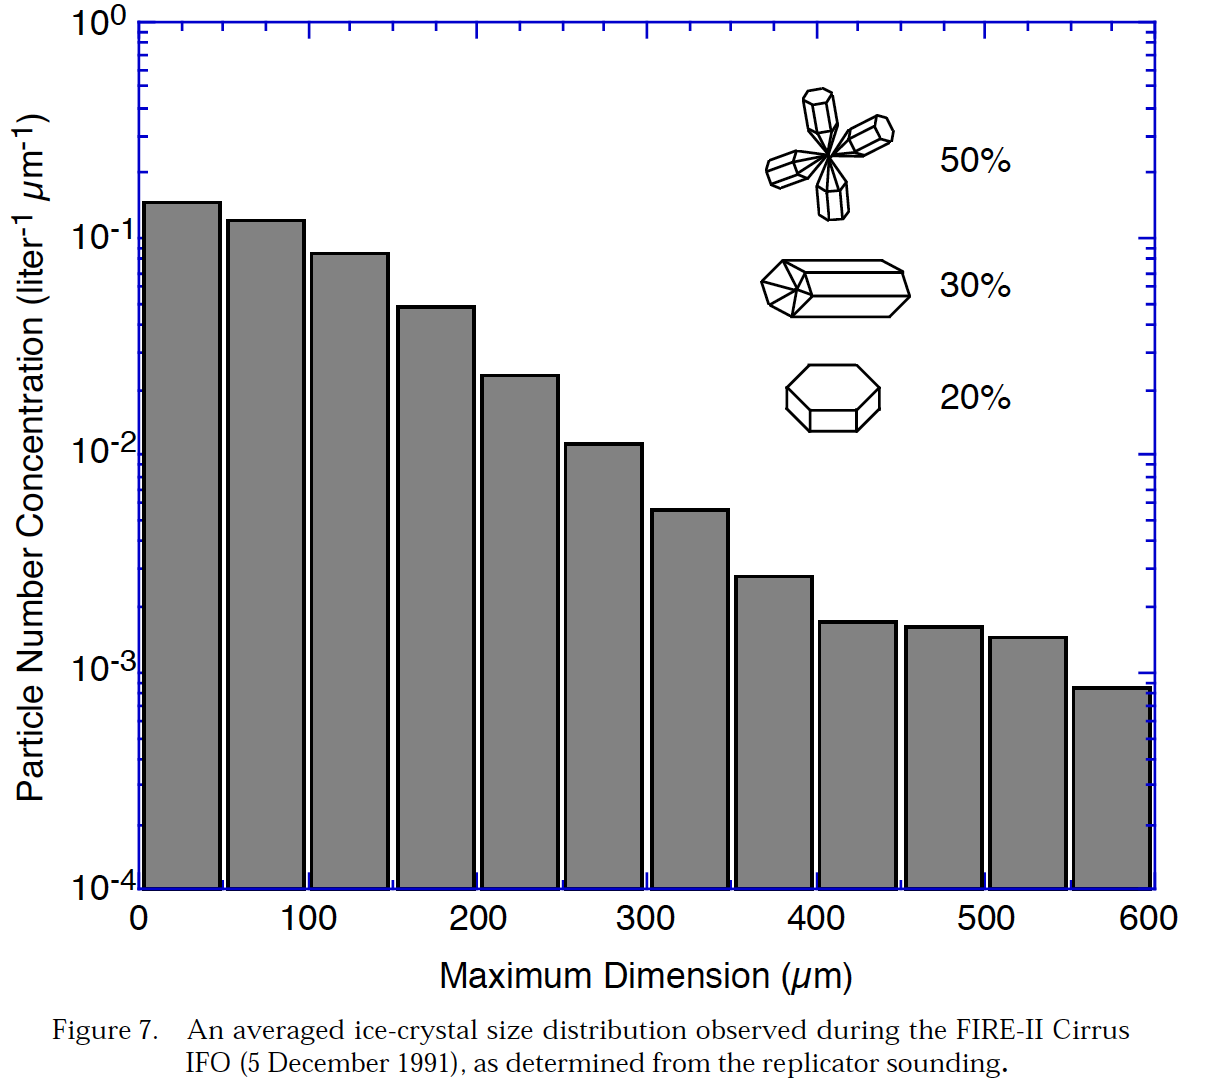 10⁰
10⁻¹
10⁻²
10⁻³
10⁻⁴
Particle Number Concentration (liter⁻¹ µm⁻¹)
50%
30%
20%
0 100 200 300 400 500 600
Maximum Dimension (µm)
Figure 7. An averaged ice-crystal size distribution observed during the FIRE-II Cirrus
IFO (5 December 1991), as determined from the replicator sounding.